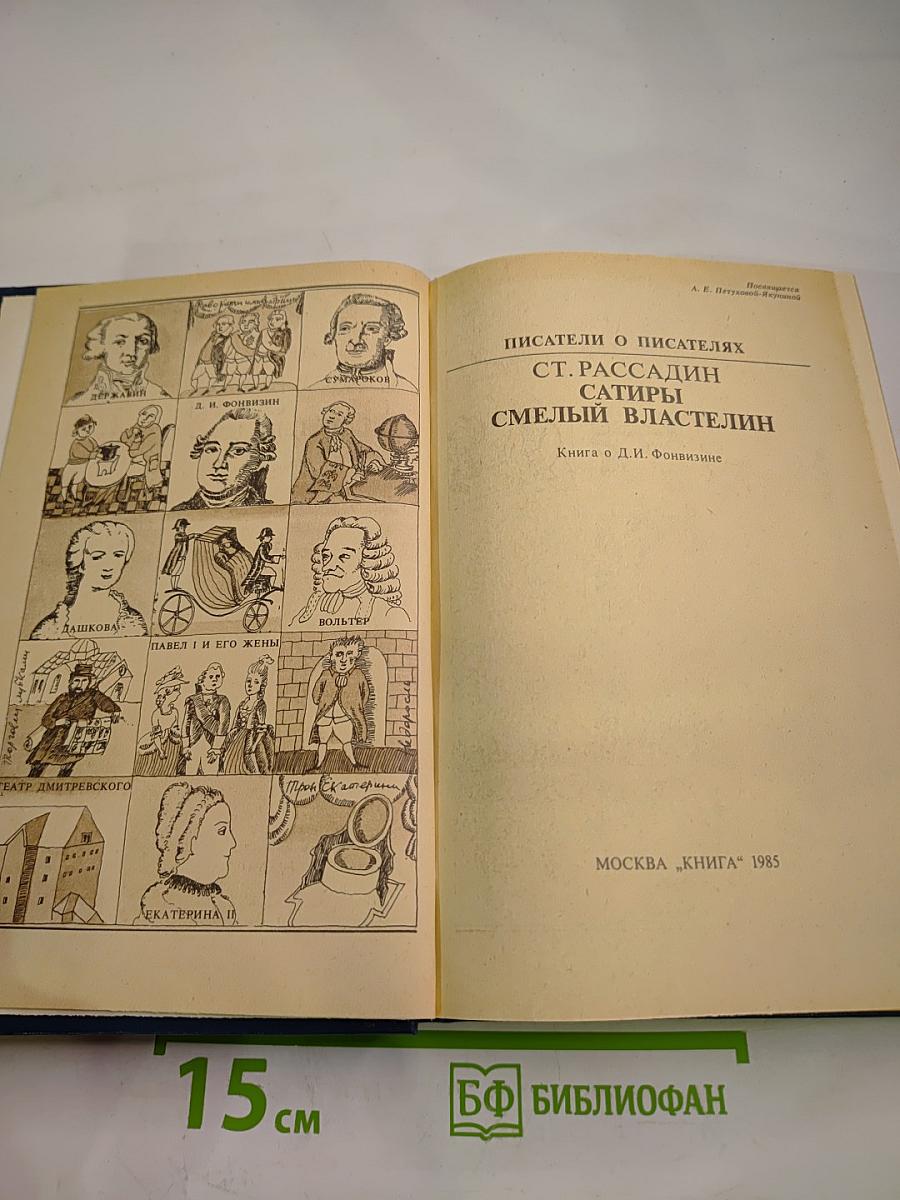 ДЕРЖАВИН
СУМАРОКОВ
Д. И. ФОНВИЗИН
ДАШКОВА
ВОЛЬТЕР
ПАВЕЛ I И ЕГО ЖЕНЫ
Недоросль
ТЕАТР ДМИТРЕВСКОГО
Трон Екатерины
ЕКАТЕРИНА II
Посвящается
А. Е. Петуховой-Якуниной
ПИСАТЕЛИ О ПИСАТЕЛЯХ
СТ. РАССАДИН
САТИРЫ
СМЕЛЫЙ ВЛАСТЕЛИН
Книга о Д.И. Фонвизине
МОСКВА „КНИГА“ 1985
15 см
БФ БИБЛИОФАН